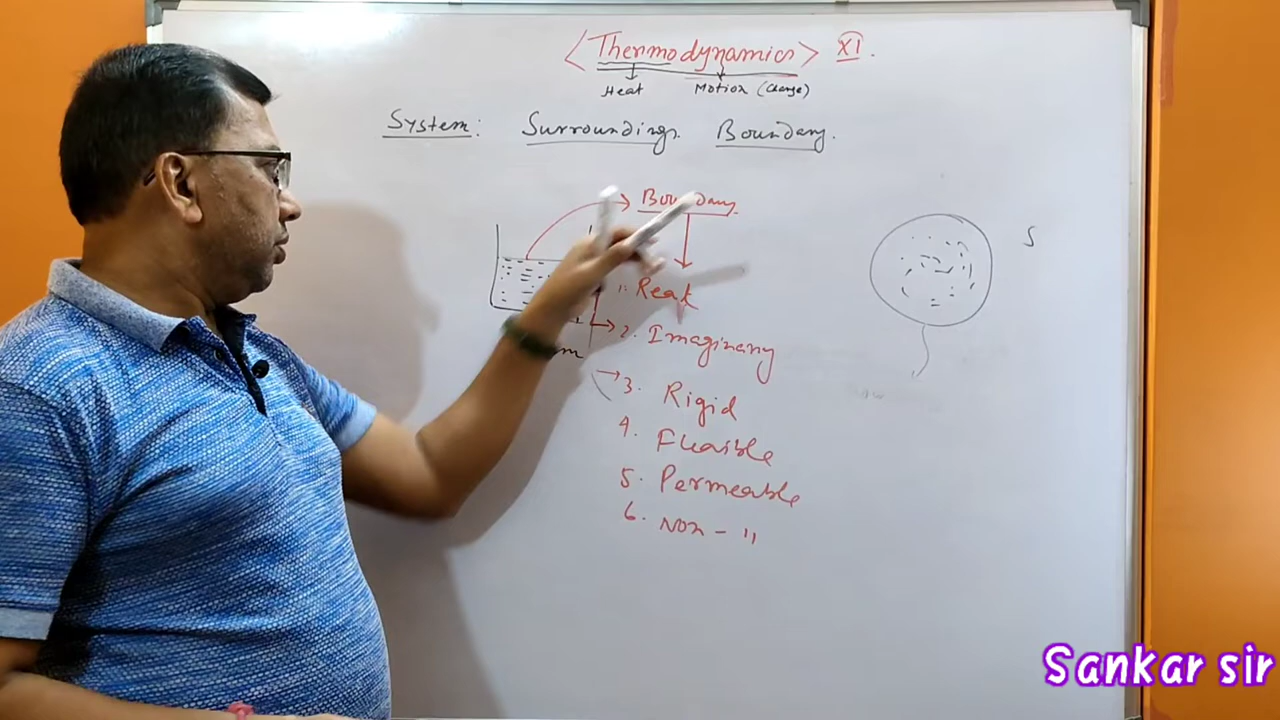 <Thermodynamics> XI.
Heat Motion (Change)
System: Surroundings. Boundary.
Boundary.
S
1. Real
2. Imaginary
3. Rigid
4. Flexible
5. Permeable
6. Non - "
Sankar sir